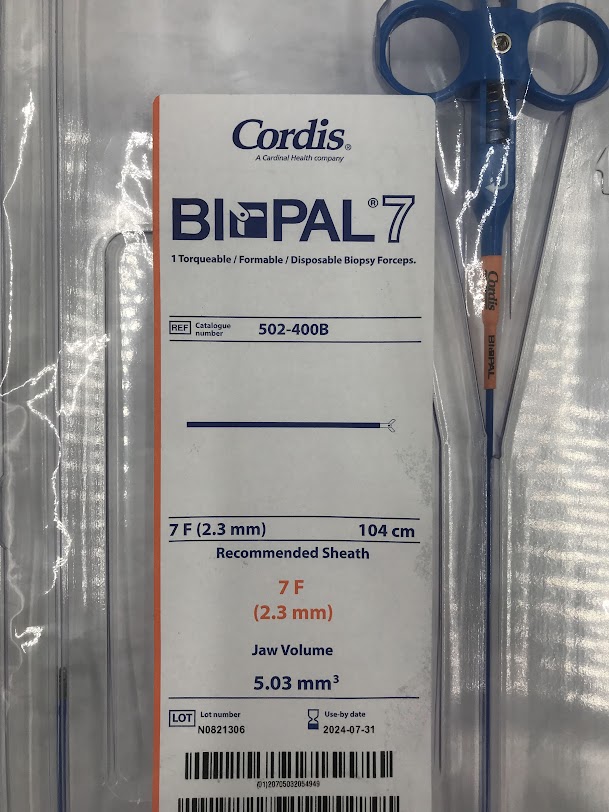 Cordis®
A Cardinal Health company
BIOPAL®7
1 Torqueable / Formable / Disposable Biopsy Forceps.
REF Catalogue number 502-400B
7 F (2.3 mm) 104 cm
Recommended Sheath
7 F
(2.3 mm)
Jaw Volume
5.03 mm³
LOT Lot number N0821306
Use-by date 2024-07-31
(01)20705032054949
Cordis
BIOPAL